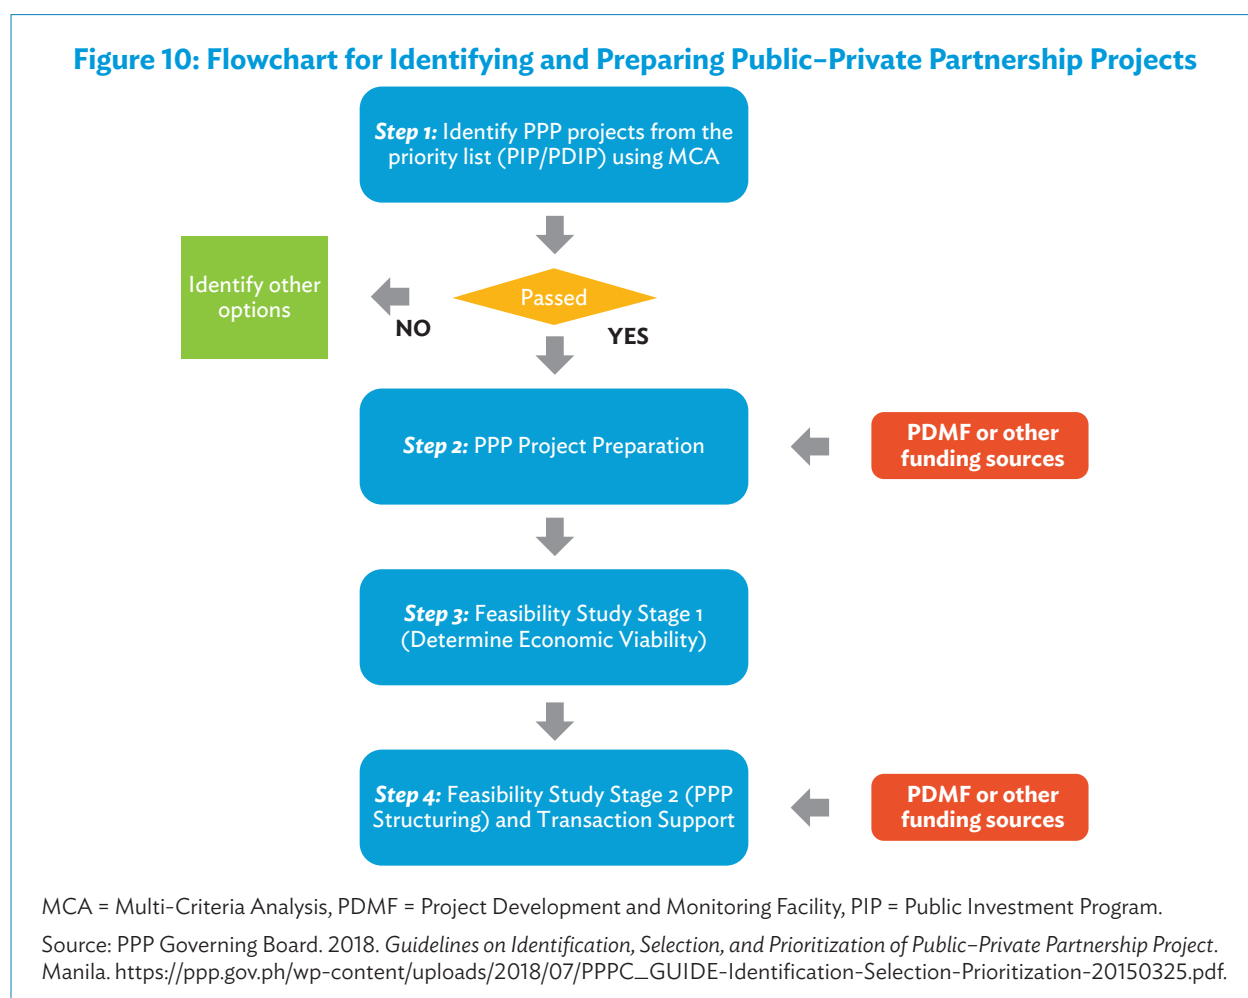 Figure 10: Flowchart for Identifying and Preparing Public–Private Partnership Projects
Step 1: Identify PPP projects from the
priority list (PIP/PDIP) using MCA
Identify other
options
Passed
NO
YES
Step 2: PPP Project Preparation
PDMF or other
funding sources
Step 3: Feasibility Study Stage 1
(Determine Economic Viability)
Step 4: Feasibility Study Stage 2 (PPP
Structuring) and Transaction Support
PDMF or other
funding sources
MCA = Multi-Criteria Analysis, PDMF = Project Development and Monitoring Facility, PIP = Public Investment Program.
Source: PPP Governing Board. 2018. Guidelines on Identification, Selection, and Prioritization of Public–Private Partnership Project.
Manila. https://ppp.gov.ph/wp-content/uploads/2018/07/PPPC_GUIDE-Identification-Selection-Prioritization-20150325.pdf.